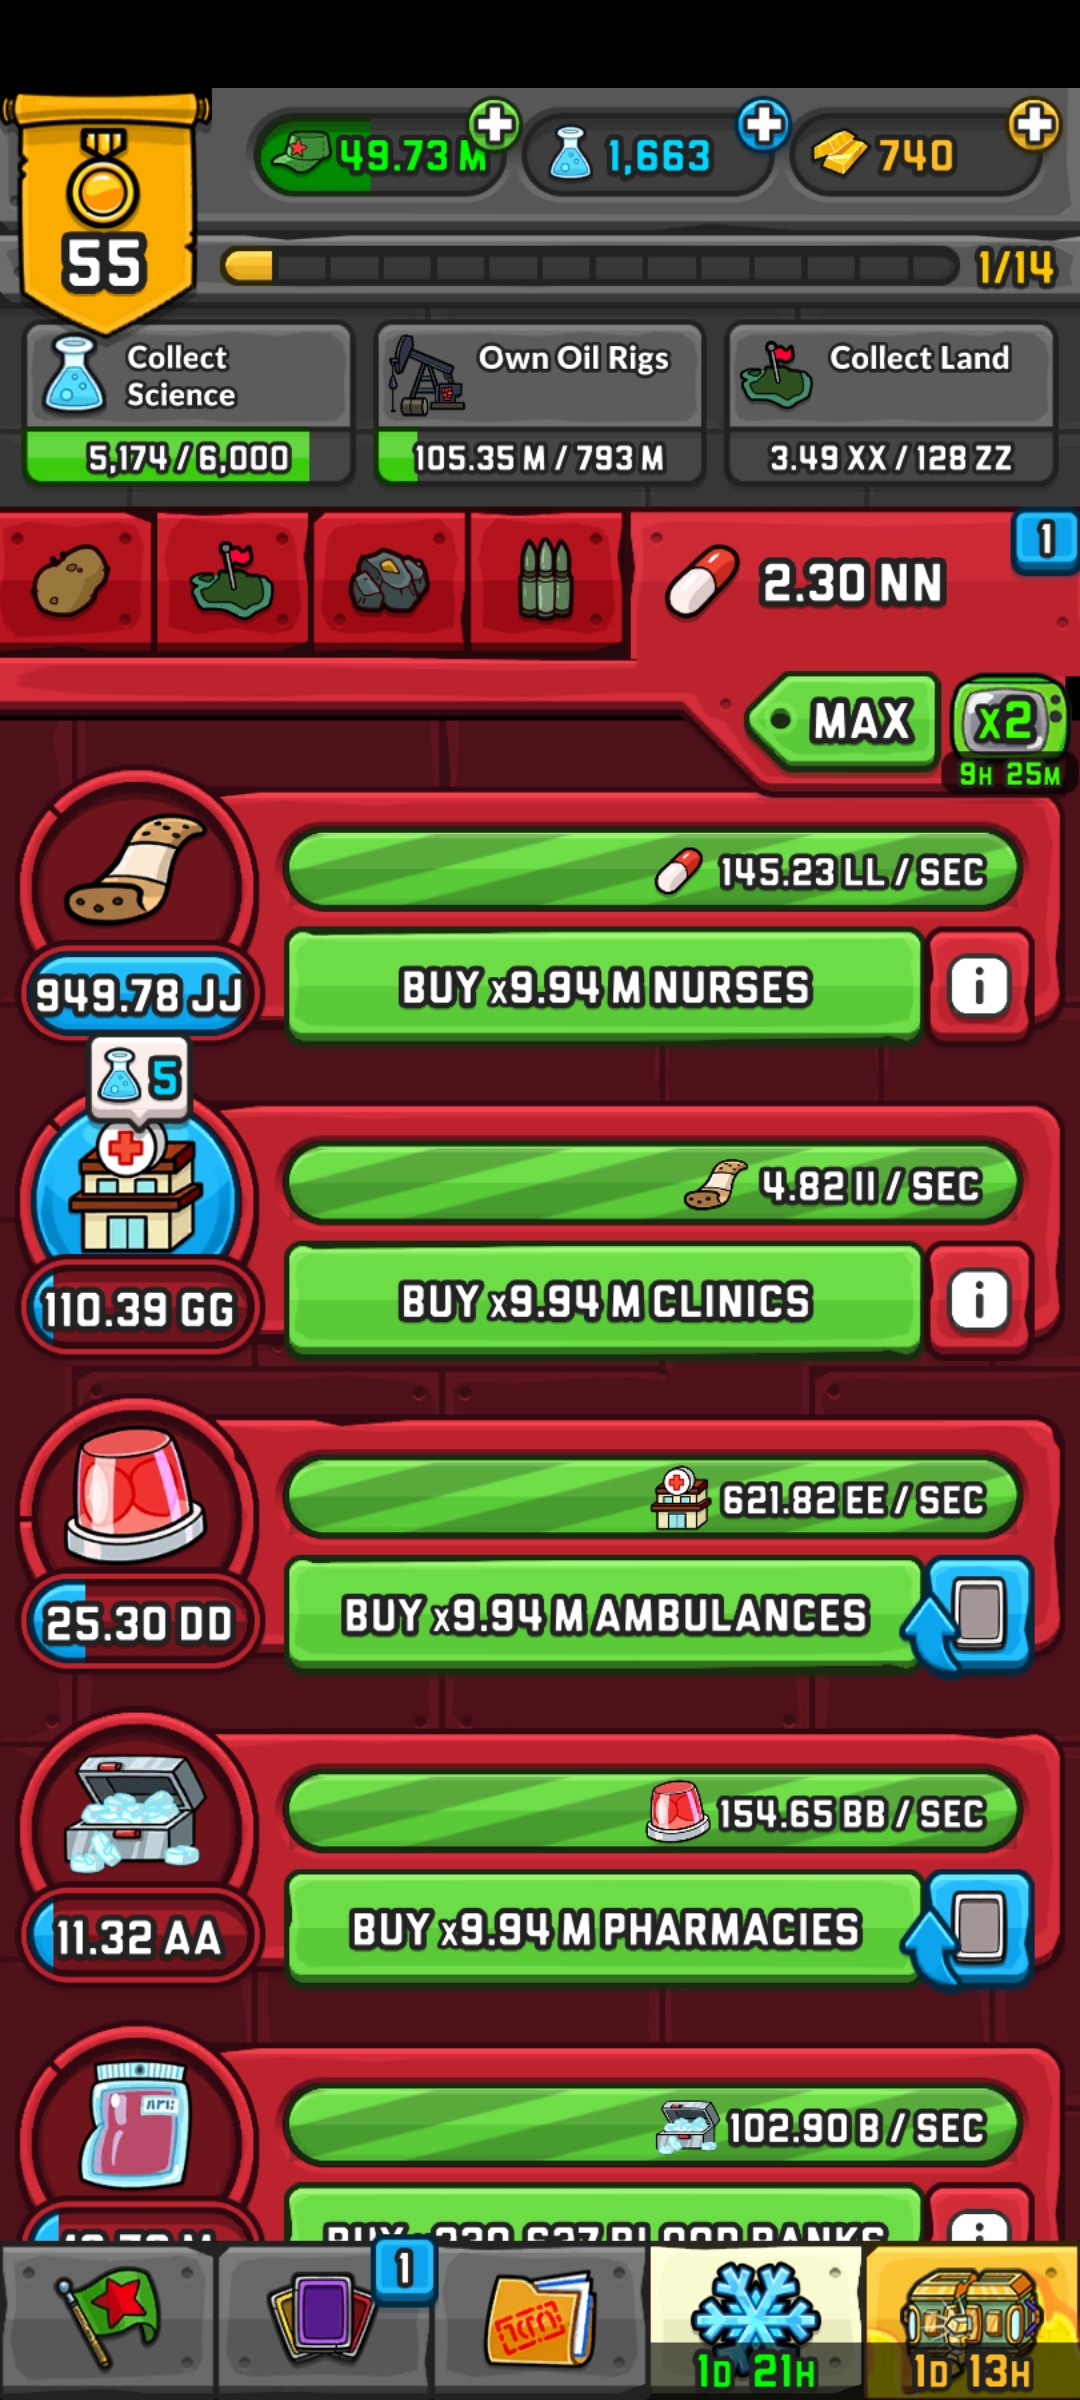 49.73 M
1,663
740
55
1/14
Collect
Science
5,174 / 6,000
Own Oil Rigs
105.35 M / 793 M
Collect Land
3.49 XX / 128 ZZ
2.30 NN
1
MAX
x2
9H 25M
145.23 LL / SEC
949.78 JJ
BUY x9.94 M NURSES
i
5
4.82 II / SEC
110.39 GG
BUY x9.94 M CLINICS
i
621.82 EE / SEC
25.30 DD
BUY x9.94 M AMBULANCES
154.65 BB / SEC
11.32 AA
BUY x9.94 M PHARMACIES
102.90 B / SEC
BUY BLOOD BANKS
i
1
1D 21H
1D 13H